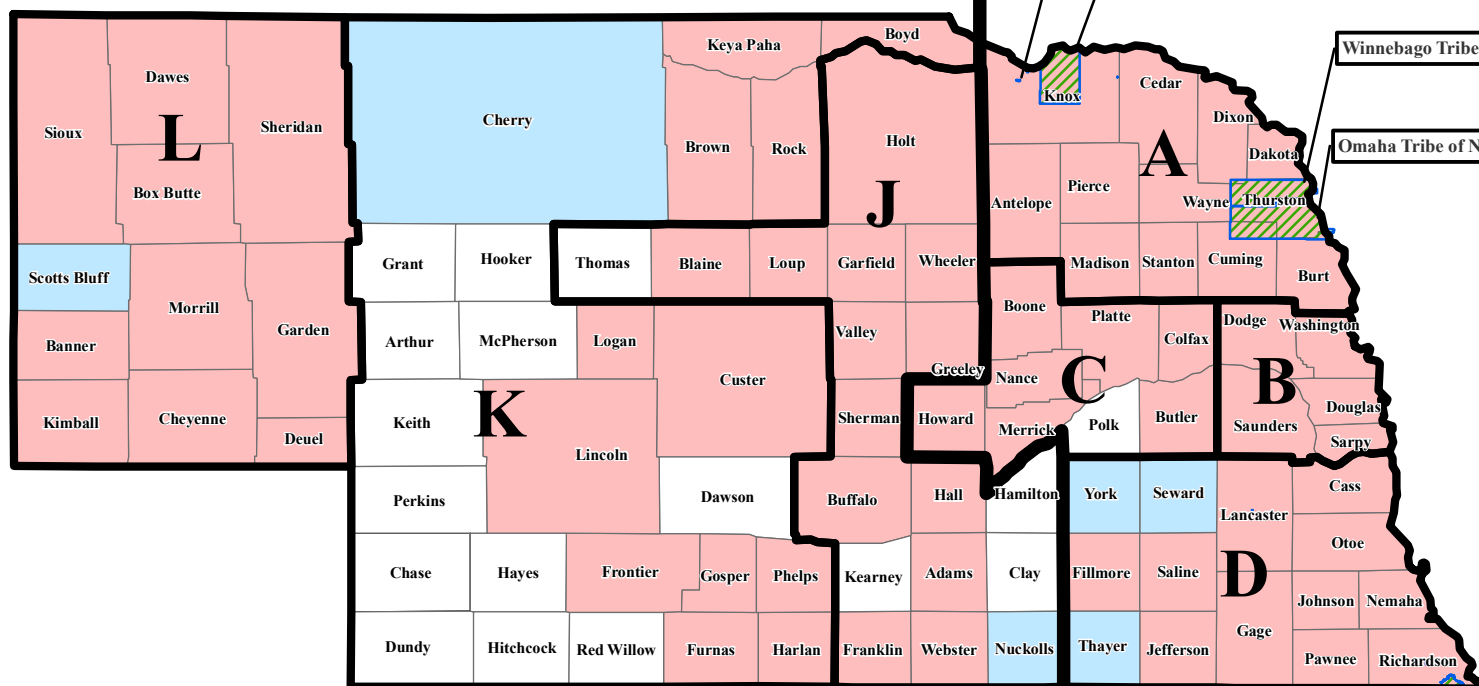 Boyd
Keya Paha
Winnebago Tribe
Dawes
Cedar
Knox
Cherry
Dixon
Sheridan
Sioux
L
Holt
Brown
Rock
A
Dakota
Omaha Tribe of N
Box Butte
Pierce
J
Antelope
Wayne
Thurston
Grant
Hooker
Thomas
Blaine
Loup
Garfield
Wheeler
Madison
Stanton
Cuming
Burt
Scotts Bluff
Morrill
Garden
Boone
Platte
Dodge
Washington
Banner
Arthur
McPherson
Logan
Valley
Colfax
Custer
Greeley
Nance
C
B
Kimball
Cheyenne
Deuel
Keith
K
Sherman
Howard
Merrick
Polk
Butler
Saunders
Douglas
Sarpy
Lincoln
Perkins
Dawson
Buffalo
Hall
Hamilton
York
Seward
Lancaster
Cass
Otoe
Chase
Hayes
Frontier
Gosper
Phelps
Kearney
Adams
Clay
Fillmore
Saline
D
Johnson
Nemaha
Gage
Dundy
Hitchcock
Red Willow
Furnas
Harlan
Franklin
Webster
Nuckolls
Thayer
Jefferson
Pawnee
Richardson